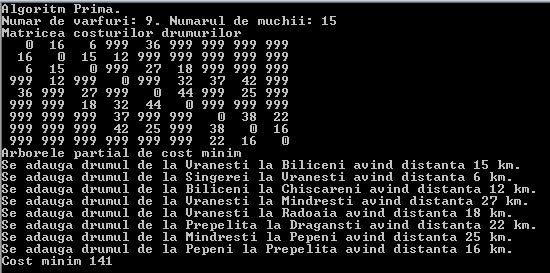 Algoritm Prima.
Numar de varfuri: 9. Numarul de muchii: 15
Matricea costurilor drumurilor
0 16 6 999 36 999 999 999 999
16 0 15 12 999 999 999 999 999
6 15 0 999 27 18 999 999 999
999 12 999 0 999 32 37 42 999
36 999 27 999 0 44 999 25 999
999 999 18 32 44 0 999 999 999
999 999 999 37 999 999 0 38 22
999 999 999 42 25 999 38 0 16
999 999 999 999 999 999 22 16 0
Arborele partial de cost minim
Se adauga drumul de la Vranesti la Biliceni avind distanta 15 km.
Se adauga drumul de la Singerei la Vranesti avind distanta 6 km.
Se adauga drumul de la Biliceni la Chiscareni avind distanta 12 km.
Se adauga drumul de la Vranesti la Mindresti avind distanta 27 km.
Se adauga drumul de la Vranesti la Radoaia avind distanta 18 km.
Se adauga drumul de la Prepelita la Dragansti avind distanta 22 km.
Se adauga drumul de la Mindresti la Pepeni avind distanta 25 km.
Se adauga drumul de la Pepeni la Prepelita avind distanta 16 km.
Cost minim 141